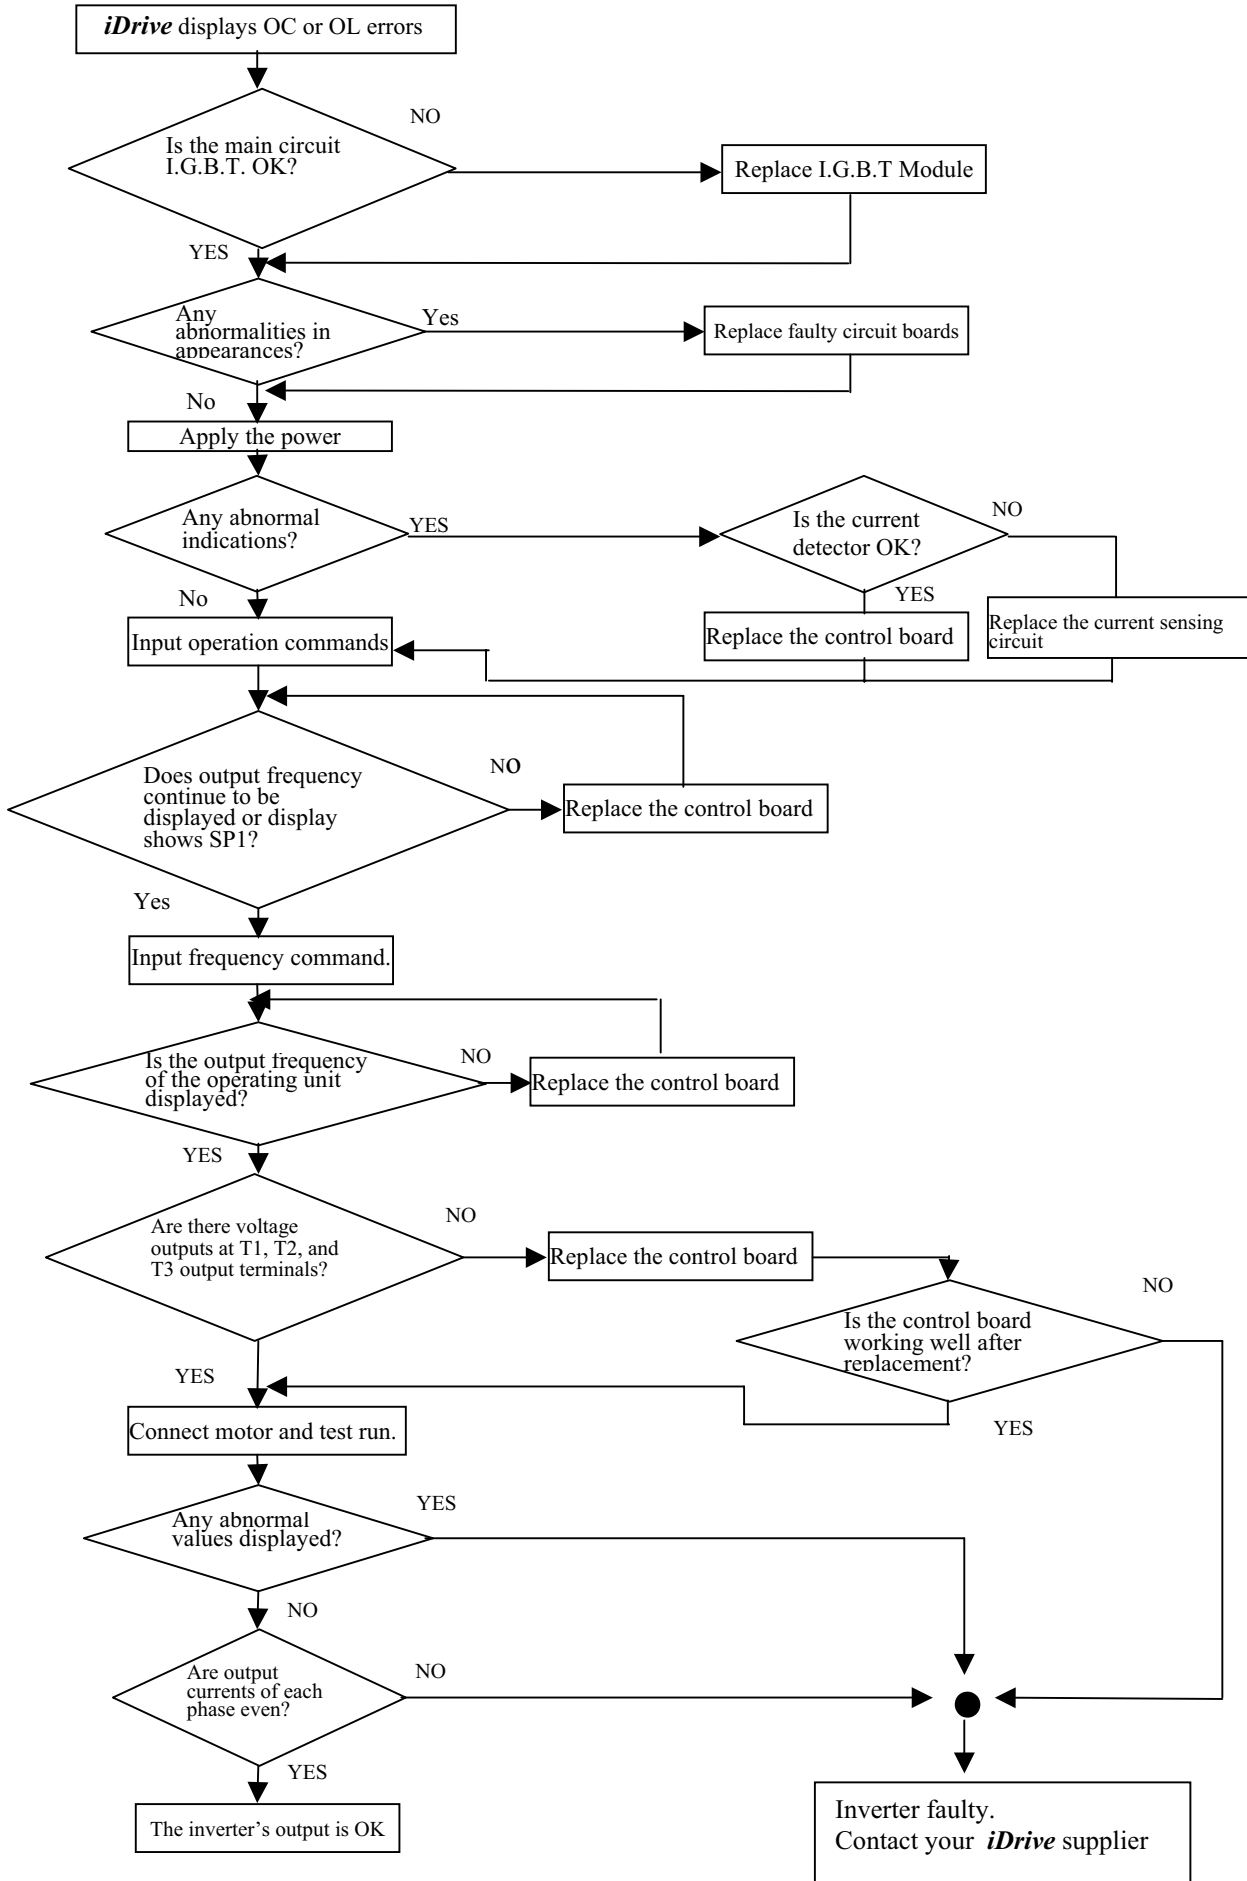 iDrive displays OC or OL errors
NO
Is the main circuit
I.G.B.T. OK?
Replace I.G.B.T Module
YES
Any
abnormalities in
appearances?
Yes
Replace faulty circuit boards
No
Apply the power
Any abnormal
indications?
YES
Is the current
detector OK?
NO
No
YES
Input operation commands
Replace the control board
Replace the current sensing
circuit
Does output frequency
continue to be
displayed or display
shows SP1?
NO
Replace the control board
Yes
Input frequency command.
Is the output frequency
of the operating unit
displayed?
NO
Replace the control board
YES
Are there voltage
outputs at T1, T2, and
T3 output terminals?
NO
Replace the control board
NO
Is the control board
working well after
replacement?
YES
YES
Connect motor and test run.
Any abnormal
values displayed?
YES
NO
Are output
currents of each
phase even?
NO
YES
The inverter's output is OK
Inverter faulty.
Contact your iDrive supplier